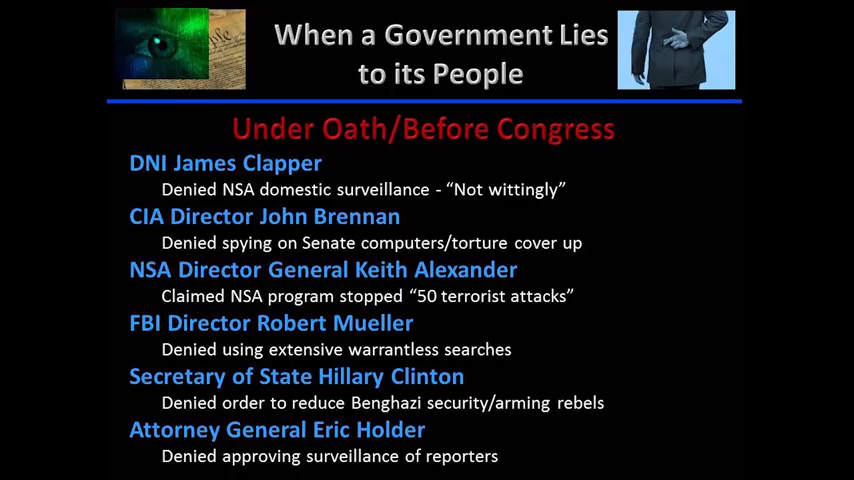 When a Government Lies
to its People
Under Oath/Before Congress
DNI James Clapper
Denied NSA domestic surveillance - “Not wittingly”
CIA Director John Brennan
Denied spying on Senate computers/torture cover up
NSA Director General Keith Alexander
Claimed NSA program stopped “50 terrorist attacks”
FBI Director Robert Mueller
Denied using extensive warrantless searches
Secretary of State Hillary Clinton
Denied order to reduce Benghazi security/arming rebels
Attorney General Eric Holder
Denied approving surveillance of reporters